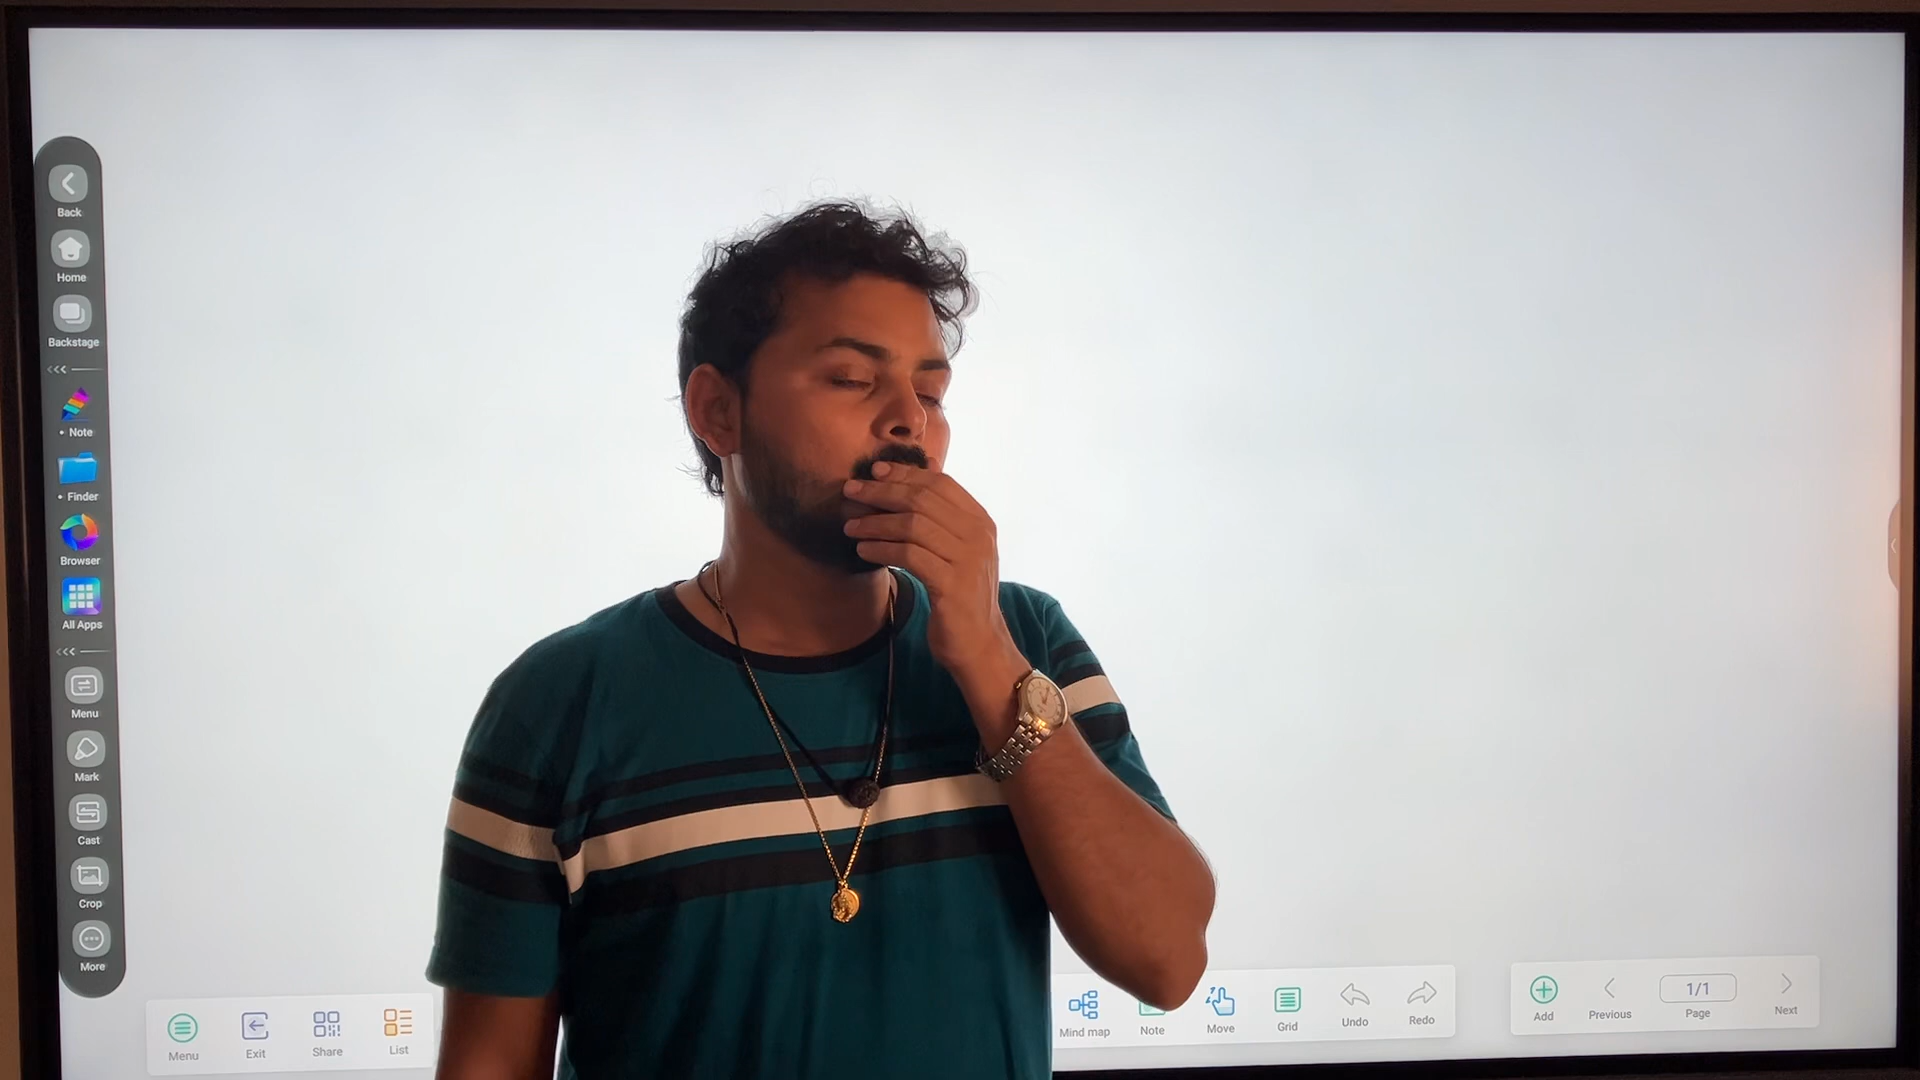 Back
Home
Backstage
• Note
• Finder
Browser
All Apps
Menu
Mark
Cast
Crop
More
Menu
Exit
Share
List
Mind map
Note
Move
Grid
Undo
Redo
Add
Previous
1/1
Page
Next